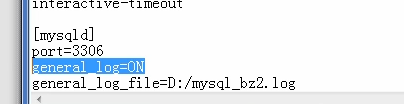 interactive-timeout
[mysqld]
port=3306
general_log=ON
general_log_file=D:/mysql_bz2.log